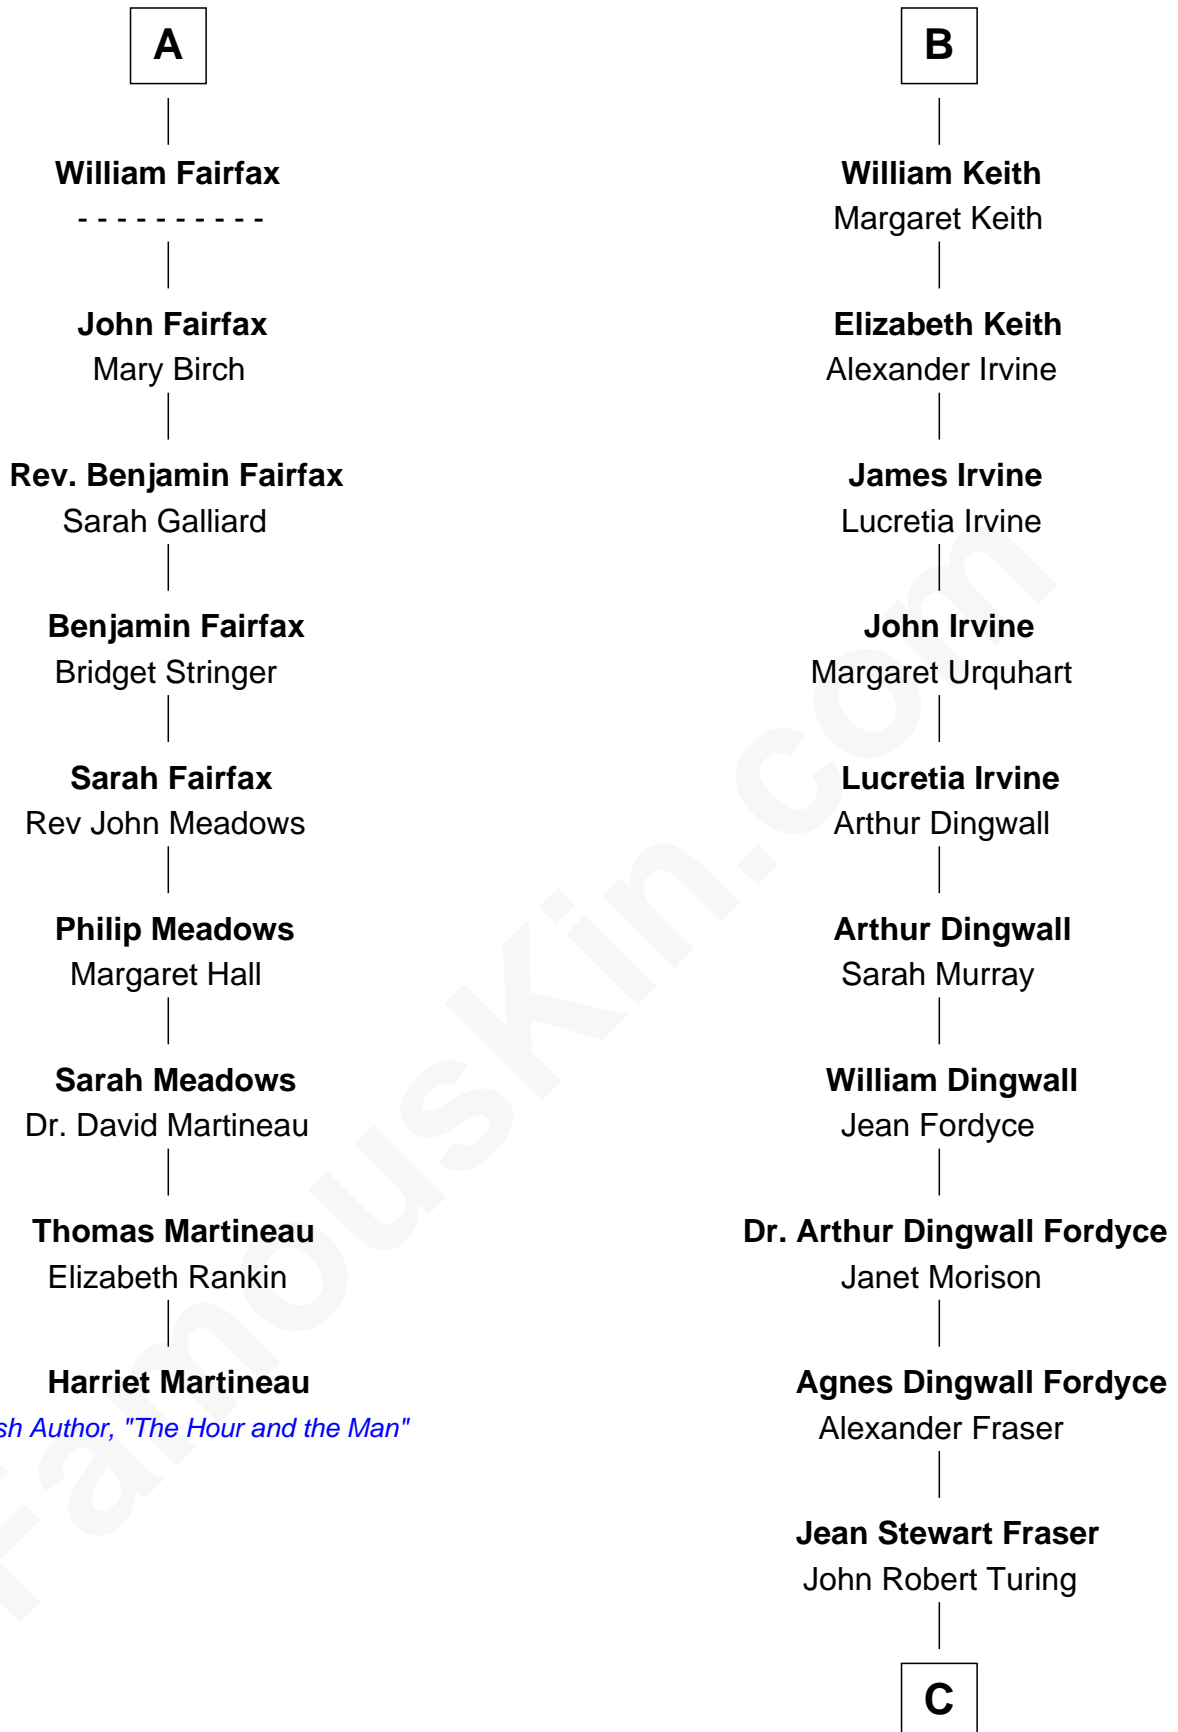 A
William Fairfax
- - - - - - - - - -
John Fairfax
Mary Birch
Rev. Benjamin Fairfax
Sarah Galliard
Benjamin Fairfax
Bridget Stringer
Sarah Fairfax
Rev John Meadows
Philip Meadows
Margaret Hall
Sarah Meadows
Dr. David Martineau
Thomas Martineau
Elizabeth Rankin
Harriet Martineau
Author, "The Hour and the Man"
B
William Keith
Margaret Keith
Elizabeth Keith
Alexander Irvine
James Irvine
Lucretia Irvine
John Irvine
Margaret Urquhart
Lucretia Irvine
Arthur Dingwall
Arthur Dingwall
Sarah Murray
William Dingwall
Jean Fordyce
Dr. Arthur Dingwall Fordyce
Janet Morison
Agnes Dingwall Fordyce
Alexander Fraser
Jean Stewart Fraser
John Robert Turing
C
FamousKin.com